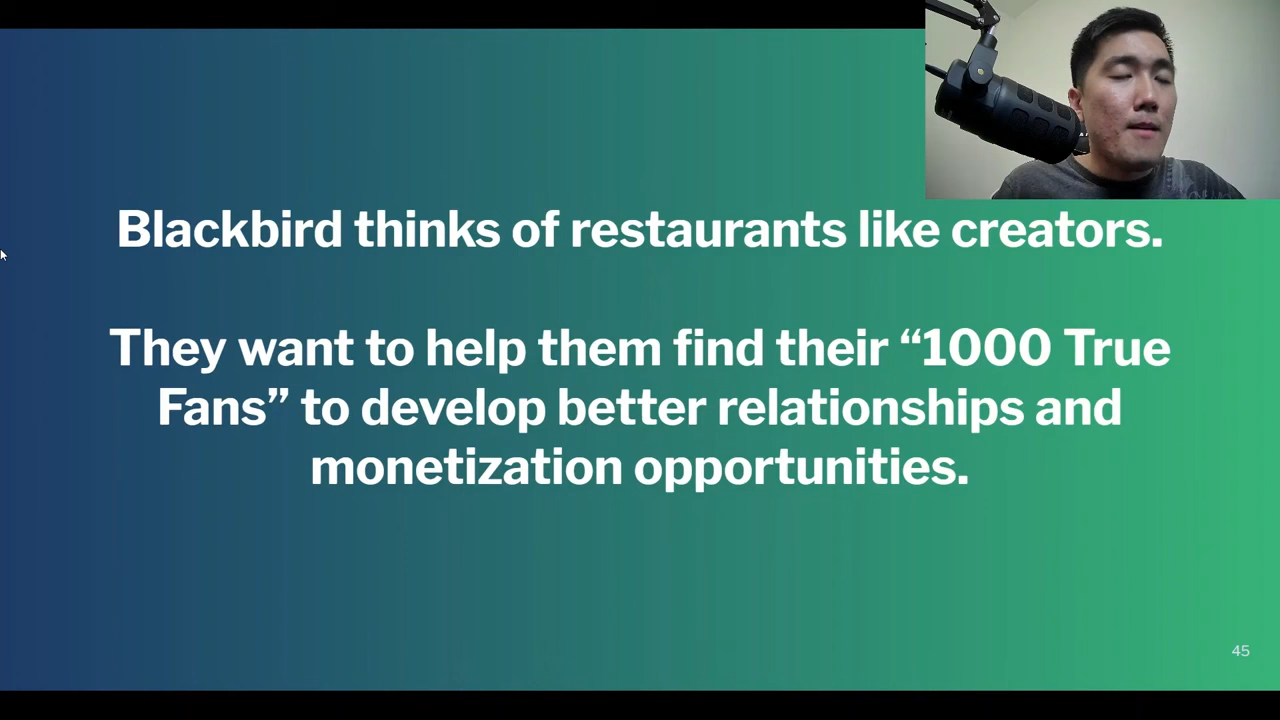 Blackbird thinks of restaurants like creators.
They want to help them find their “1000 True
Fans” to develop better relationships and
monetization opportunities.
45